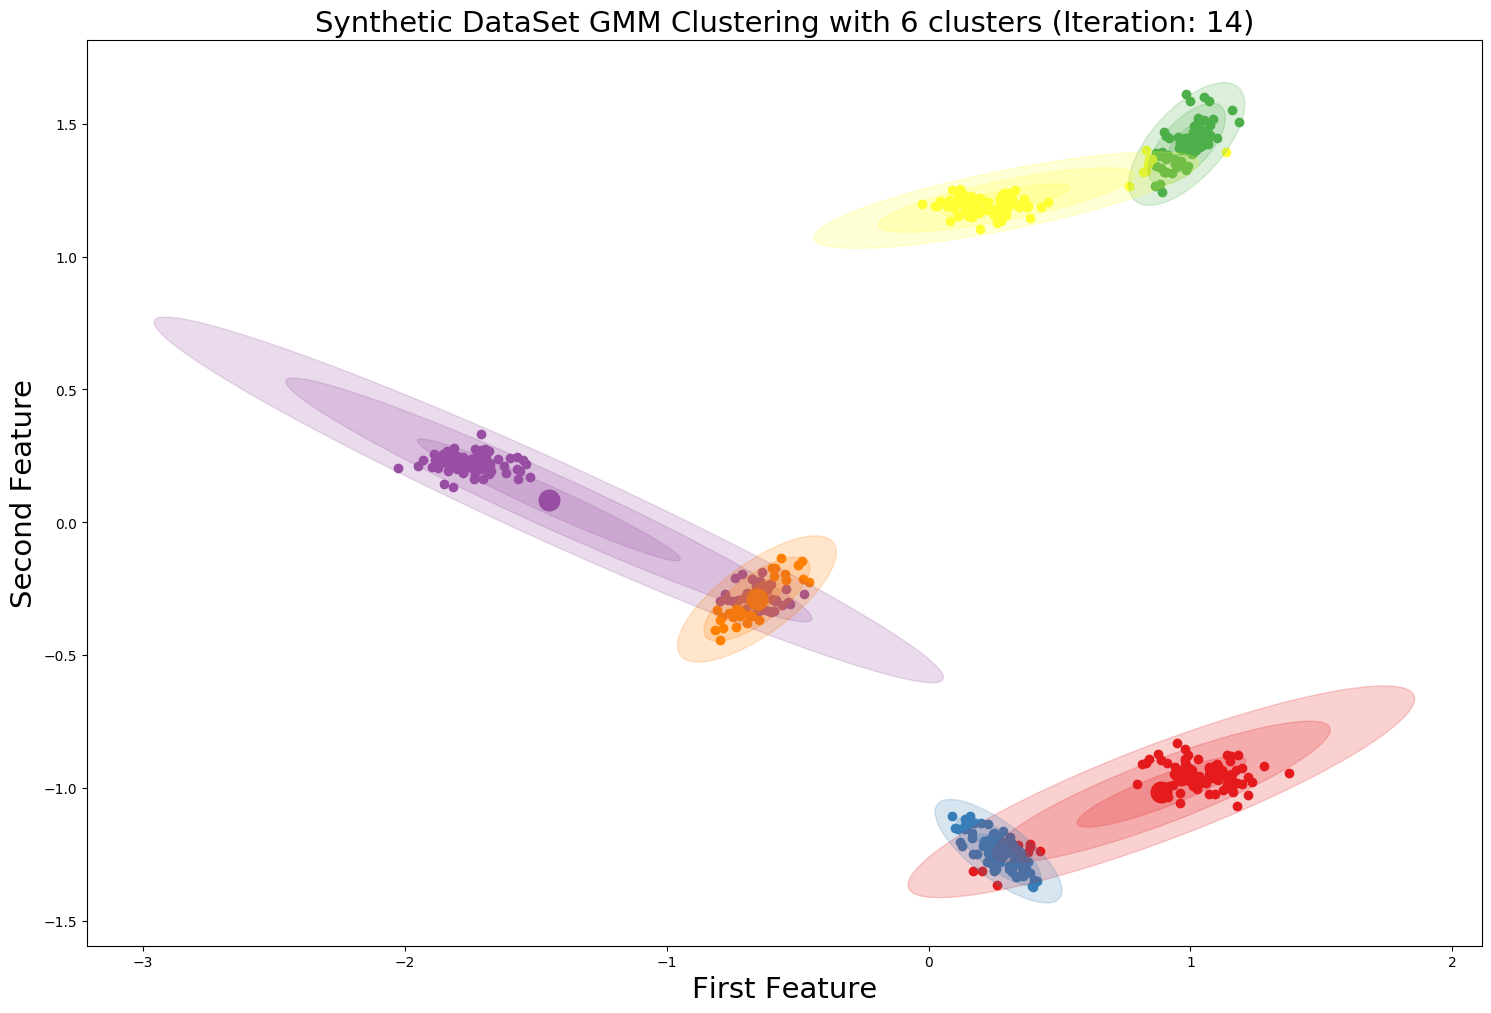 Synthetic DataSet GMM Clustering with 6 clusters (Iteration: 14)
Second Feature
1.5
1.0
0.5
0.0
−0.5
−1.0
−1.5
−3 −2 −1 0 1 2
First Feature